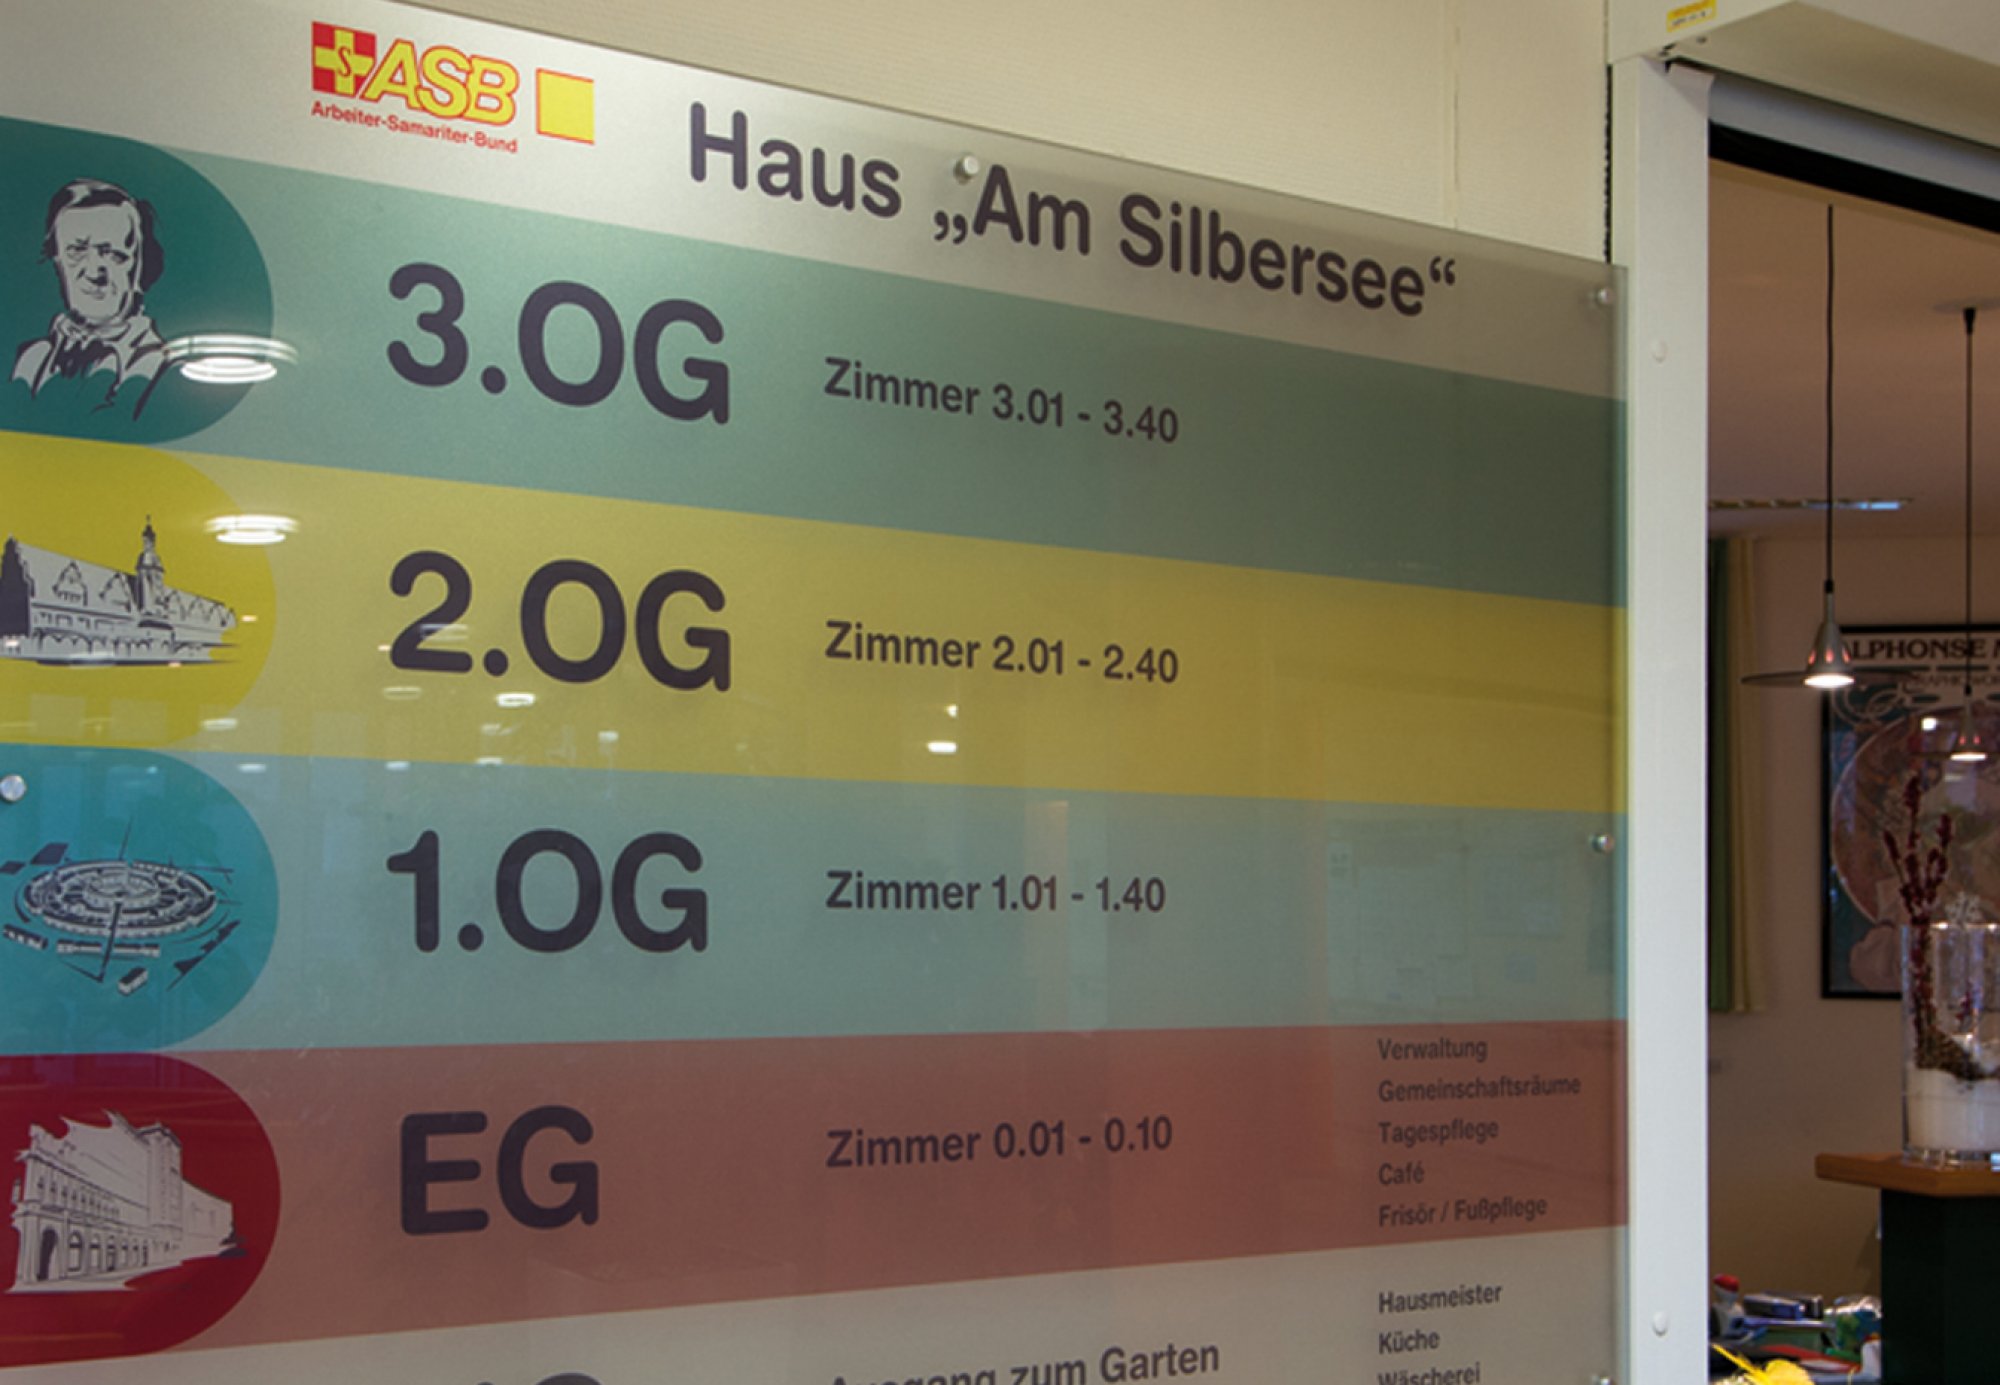 ASB
Arbeiter-Samariter-Bund
Haus „Am Silbersee“
3.OG
Zimmer 3.01 - 3.40
2.OG
Zimmer 2.01 - 2.40
1.OG
Zimmer 1.01 - 1.40
EG
Zimmer 0.01 - 0.10
Verwaltung
Gemeinschaftsräume
Tagespflege
Café
Frisör / Fußpflege
Ausgang zum Garten
Hausmeister
Küche
Wäscherei
LPHONSE M